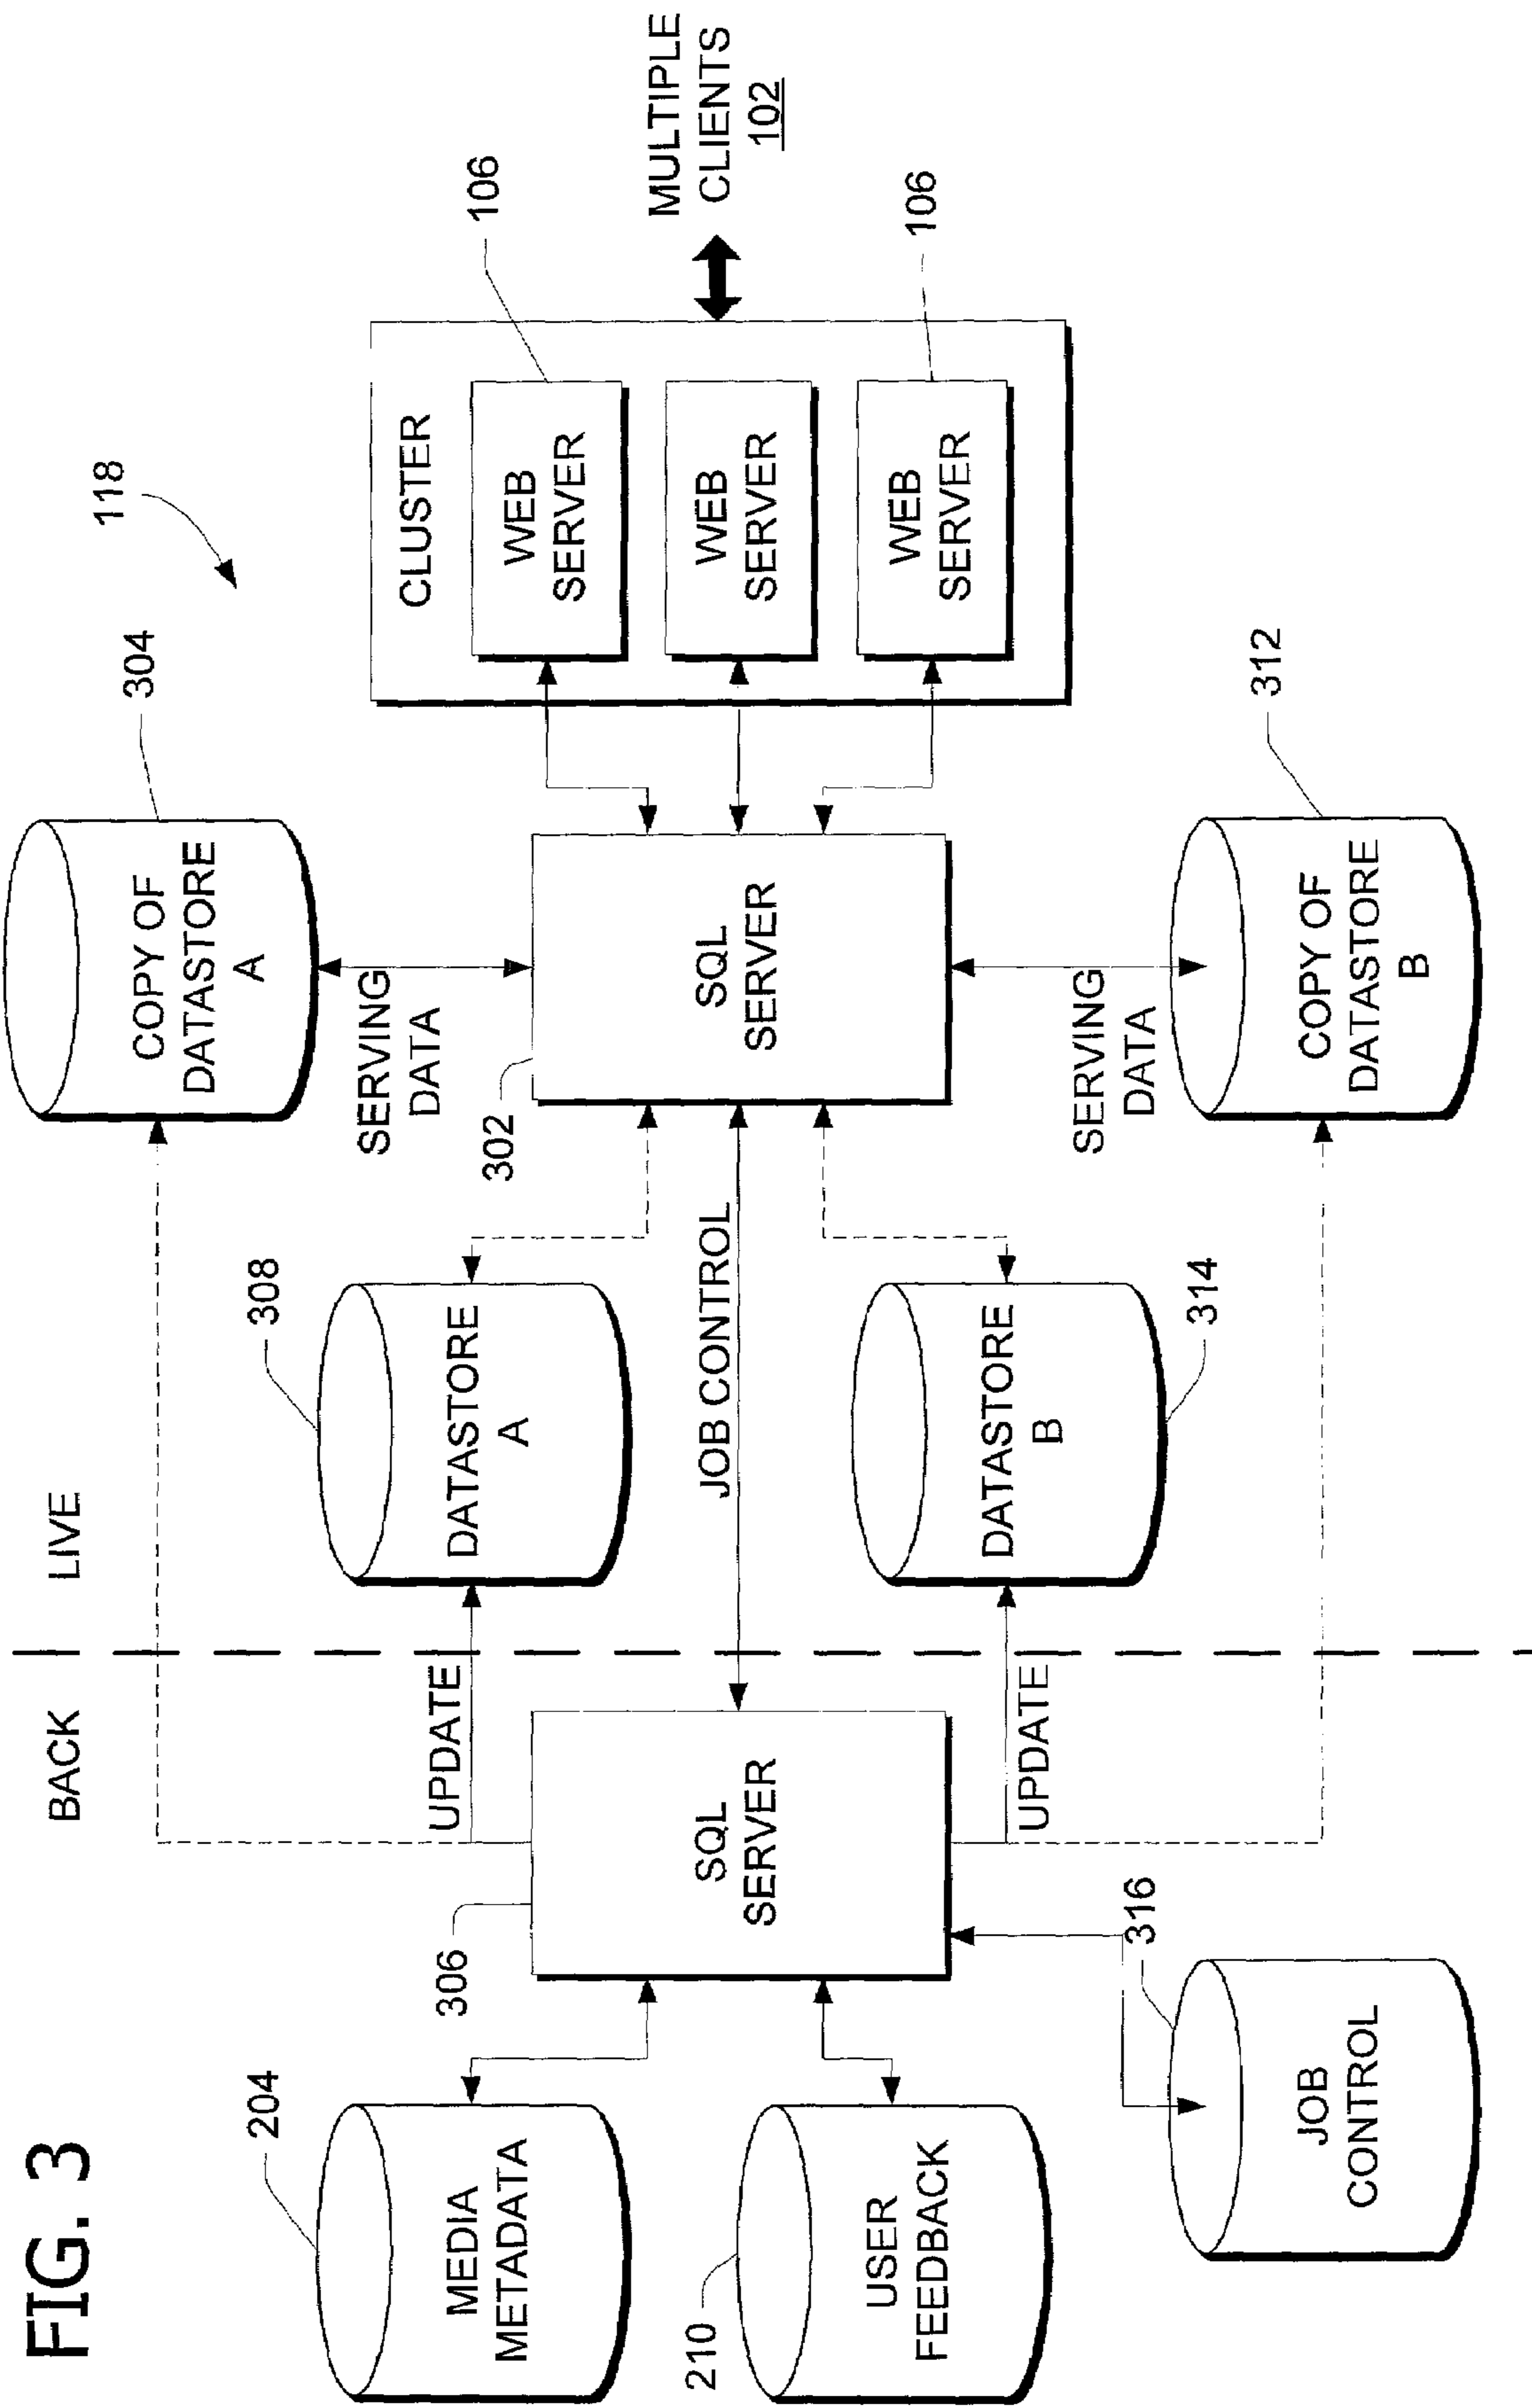 FIG. 3
BACK
LIVE
118
304
COPY OF
DATASTORE
A
308
DATASTORE
A
204
MEDIA
METADATA
UPDATE
SERVING
DATA
CLUSTER
106
WEB
SERVER
WEB
SERVER
WEB
SERVER
106
MULTIPLE
CLIENTS
102
306
SQL
SERVER
JOB CONTROL
302
SQL
SERVER
210
USER
FEEDBACK
UPDATE
DATASTORE
B
314
SERVING
DATA
312
COPY OF
DATASTORE
B
316
JOB
CONTROL